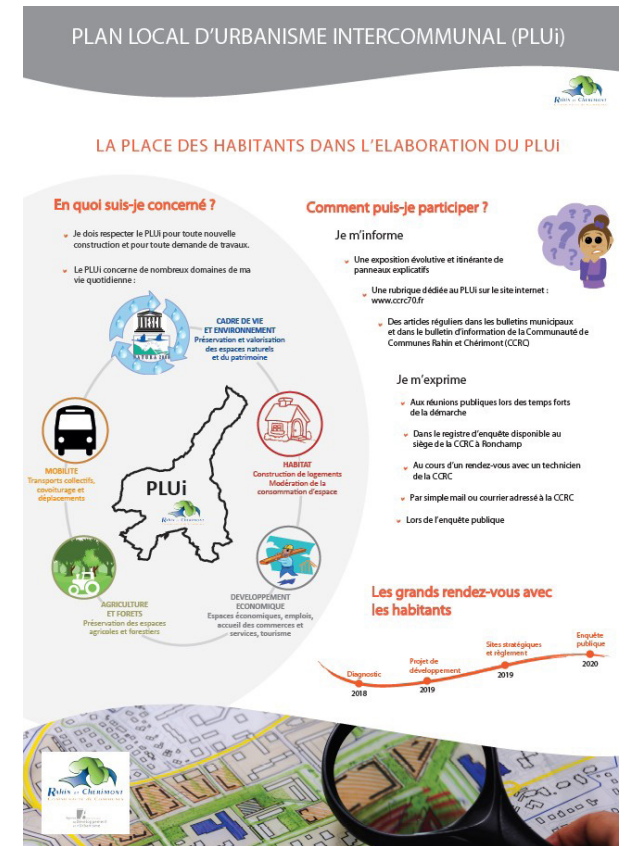 PLAN LOCAL D'URBANISME INTERCOMMUNAL (PLUi)
Rahin et Chérimont
LA PLACE DES HABITANTS DANS L'ELABORATION DU PLUi
En quoi suis-je concerné ?
Je dois respecter le PLUi pour toute nouvelle
construction et pour toute demande de travaux.
Le PLUi concerne de nombreux domaines de ma
vie quotidienne :
NATURA 2000
CADRE DE VIE
ET ENVIRONNEMENT
Préservation et valorisation
des espaces naturels
et du patrimoine
HABITAT
Construction de logements
Modération de la
consommation d'espace
MOBILITE
Transports collectifs,
covoiturage et
déplacements
PLUi
Rahin et Chérimont
AGRICULTURE
ET FORETS
Préservation des espaces
agricoles et forestiers
DEVELOPPEMENT
ECONOMIQUE
Espaces économiques, emplois,
accueil des commerces et
services, tourisme
Comment puis-je participer ?
Je m'informe
Une exposition évolutive et itinérante de
panneaux explicatifs
Une rubrique dédiée au PLUi sur le site internet :
www.ccrc70.fr
Des articles réguliers dans les bulletins municipaux
et dans le bulletin d'information de la Communauté de
Communes Rahin et Chérimont (CCRC)
Je m'exprime
Aux réunions publiques lors des temps forts
de la démarche
Dans le registre d'enquête disponible au
siège de la CCRC à Ronchamp
Au cours d'un rendez-vous avec un technicien
de la CCRC
Par simple mail ou courrier adressé à la CCRC
Lors de l'enquête publique
Les grands rendez-vous avec
les habitants
Diagnostic
2018
Projet de
développement
2019
Sites stratégiques
et règlement
2019
Enquête
publique
2020
Rahin et Chérimont